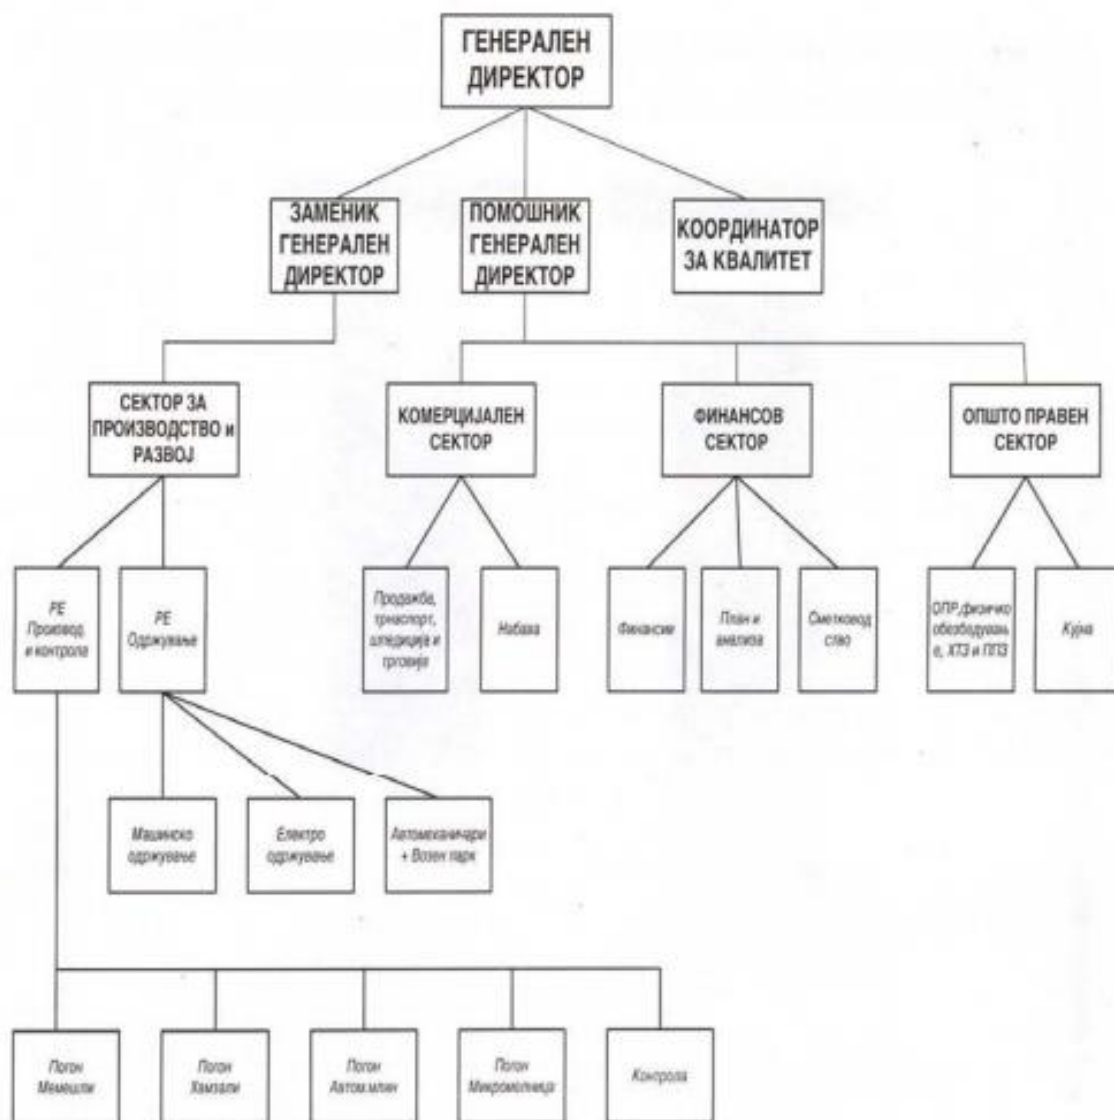 ГЕНЕРАЛЕН
ДИРЕКТОР
ЗАМЕНИК
ГЕНЕРАЛЕН
ДИРЕКТОР
ПОМОШНИК
ГЕНЕРАЛЕН
ДИРЕКТОР
КООРДИНАТОР
ЗА КВАЛИТЕТ
СЕКТОР ЗА
ПРОИЗВОДСТВО и
РАЗВОЈ
КОМЕРЦИЈАЛЕН
СЕКТОР
ФИНАНСОВ
СЕКТОР
ОПШТО ПРАВЕН
СЕКТОР
РЕ
Производ.
и контрола
РЕ
Одржување
Продажба,
трнаспорт,
шпедиција и
трговија
Набава
Финансии
План и
анализа
Сметковод
ство
ОПР,физичко
обезбедувањ
е, ХТЗ и ППЗ
Кујна
Машинско
одржување
Електро
одржување
Автомеханичари
+ Возен парк
Погон
Мемешли
Погон
Хамзали
Погон
Автом.млин
Погон
Микромелница
Контрола